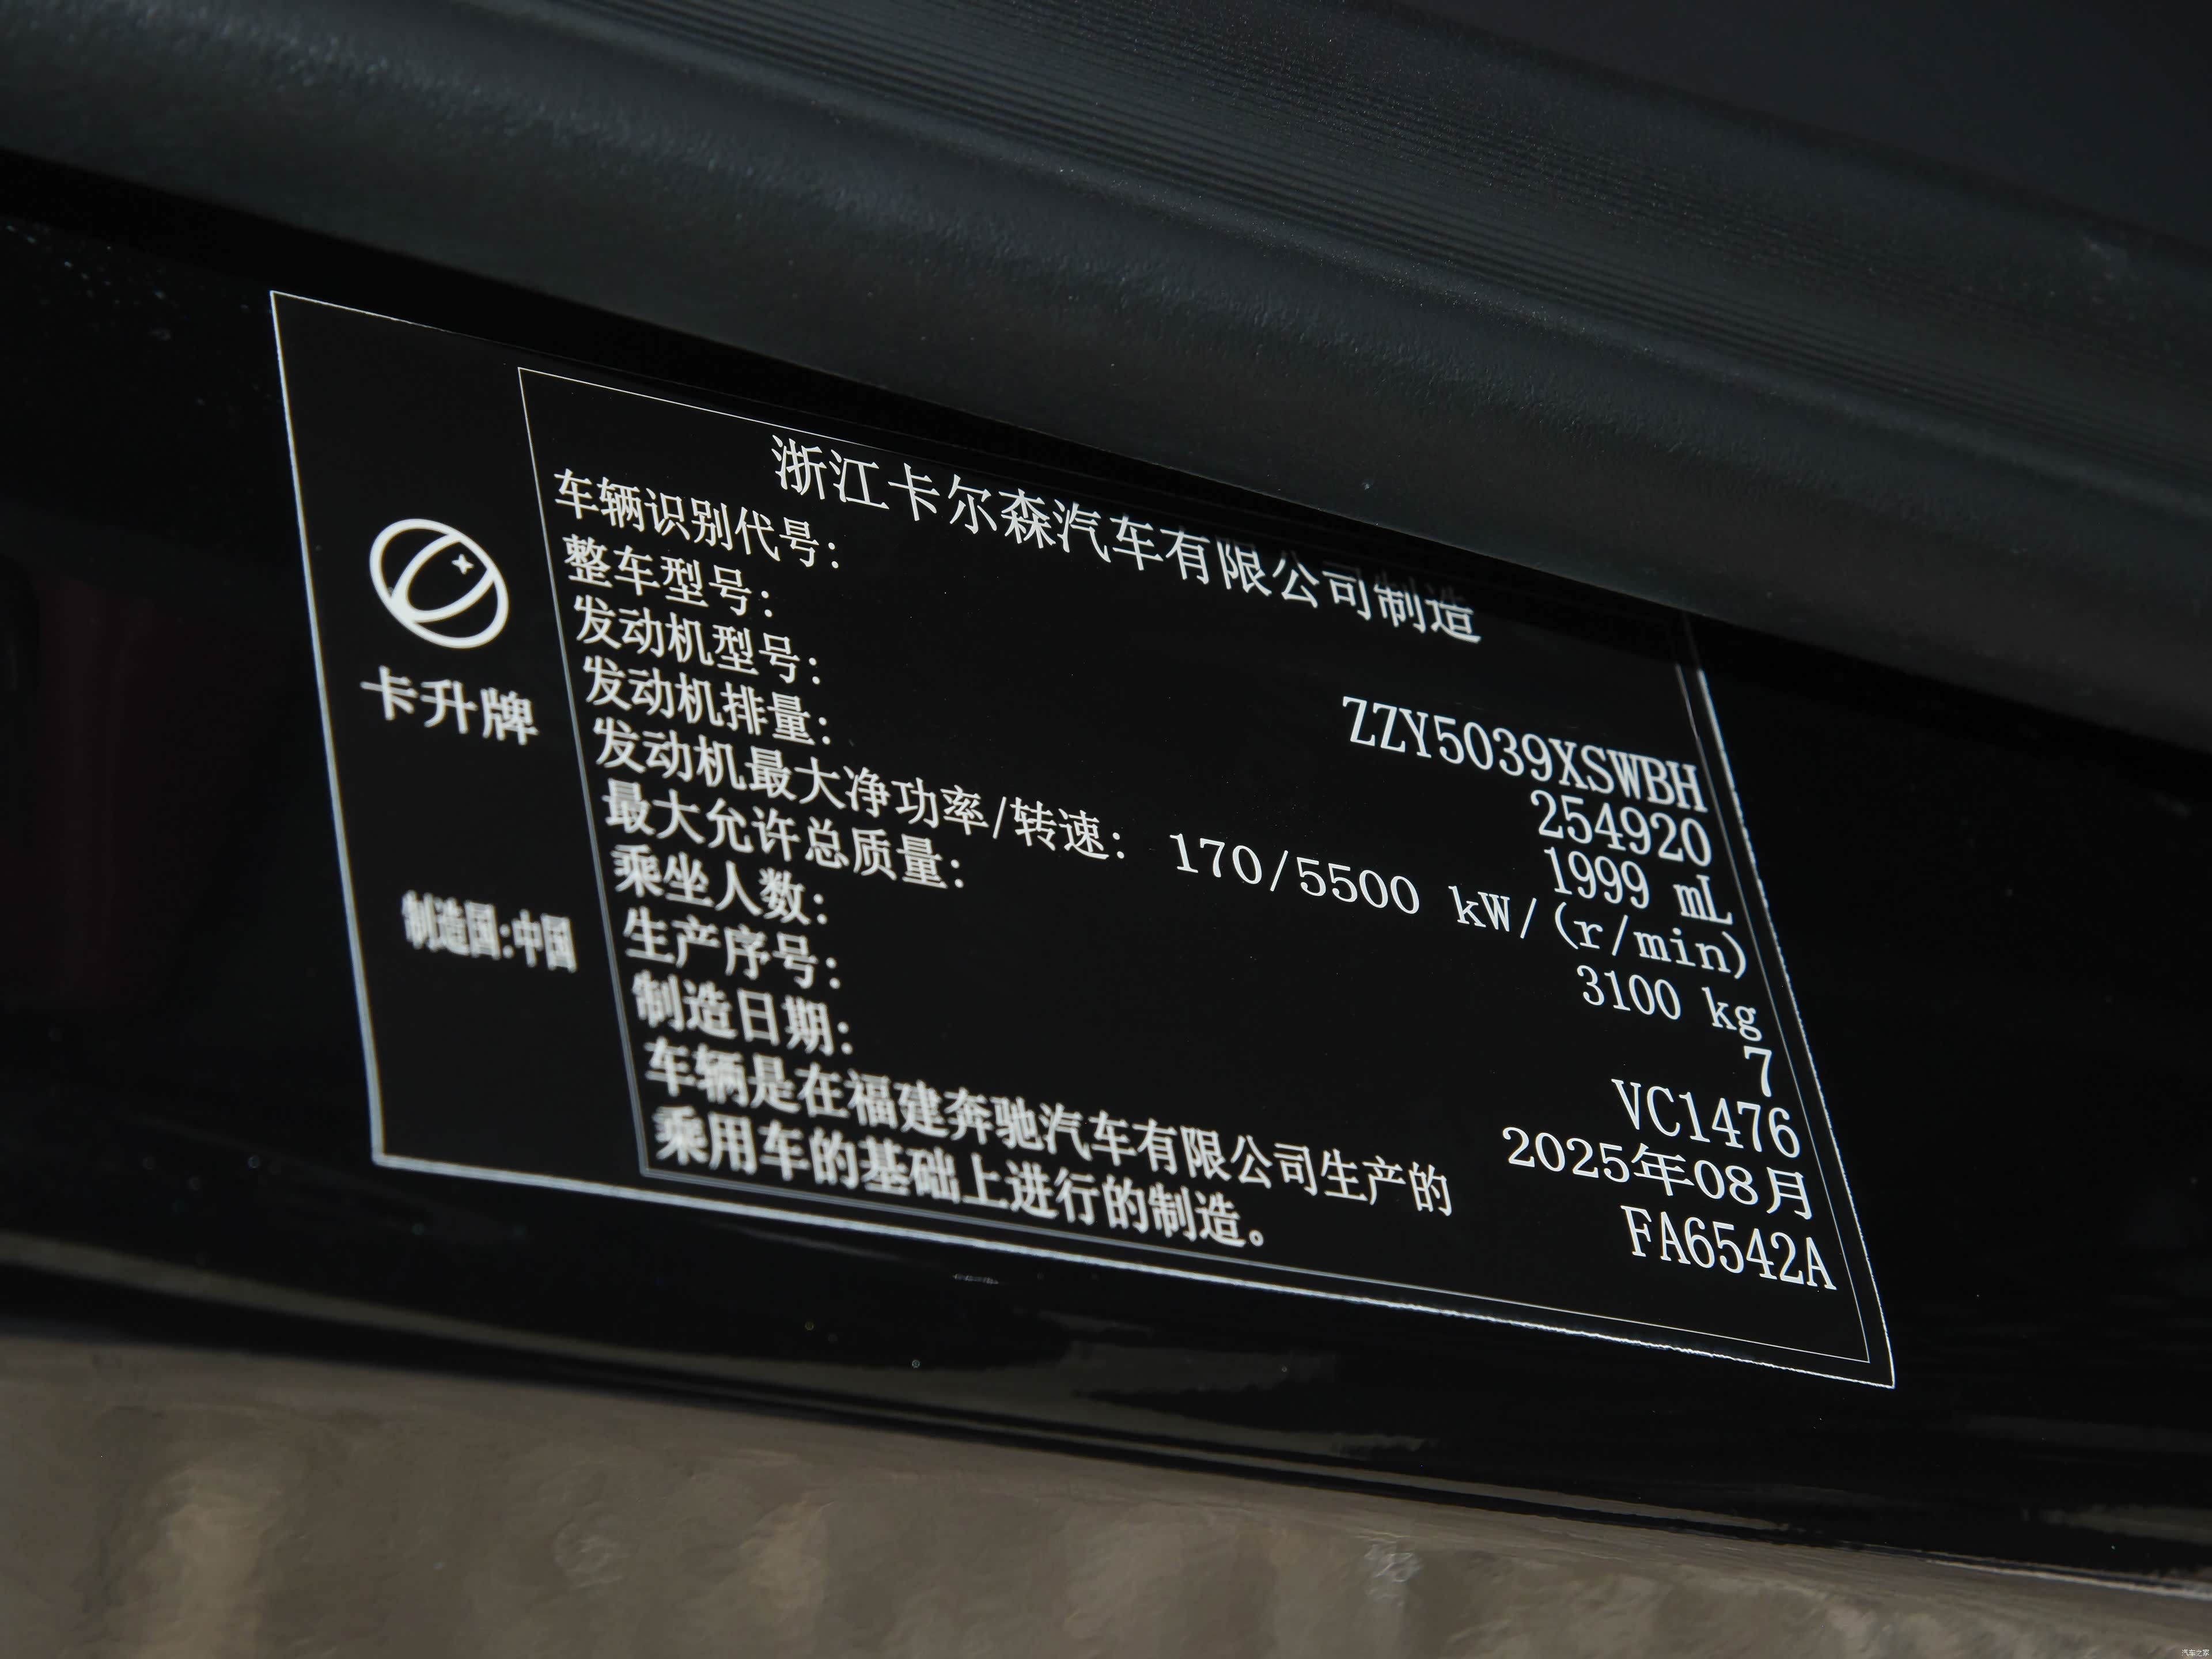 浙江卡尔森汽车有限公司制造
车辆识别代号:
整车型号: ZZY5039XSWBH
发动机型号: 254920
发动机排量: 1999 mL
发动机最大净功率/转速: 170/5500 kW/(r/min)
最大允许总质量: 3100 kg
乘坐人数: 7
生产序号: VC1476
制造日期: 2025年08月
车辆是在福建奔驰汽车有限公司生产的 FA6542A
乘用车的基础上进行的制造。
卡升牌
制造国:中国
汽车之家